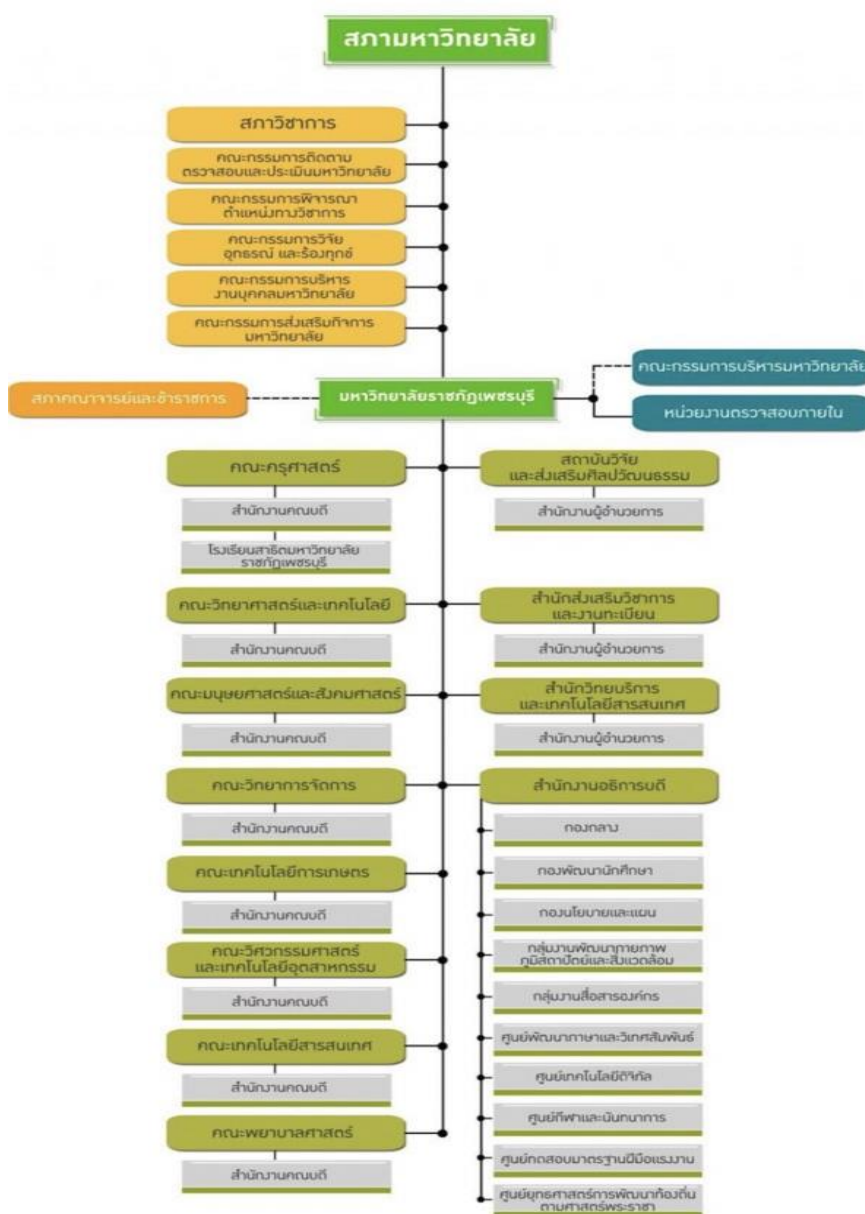 สภามหาวิทยาลัย
สภาวิชาการ
คณะกรรมการติดตาม
ตรวจสอบและประเมินมหาวิทยาลัย
คณะกรรมการพิจารณา
ตำแหน่งทางวิชาการ
คณะกรรมการวิจัย
อุทธรณ์ และร้องทุกข์
คณะกรรมการบริหาร
งานบุคคลมหาวิทยาลัย
คณะกรรมการส่งเสริมกิจการ
มหาวิทยาลัย
คณะกรรมการบริหารมหาวิทยาลัย
สภาคณาจารย์และข้าราชการ
มหาวิทยาลัยราชภัฏเพชรบุรี
หน่วยงานตรวจสอบภายใน
คณะครุศาสตร์
สำนักงานคณบดี
โรงเรียนสาธิตมหาวิทยาลัย
ราชภัฏเพชรบุรี
คณะวิทยาศาสตร์และเทคโนโลยี
สำนักงานคณบดี
คณะมนุษยศาสตร์และสังคมศาสตร์
สำนักงานคณบดี
คณะวิทยาการจัดการ
สำนักงานคณบดี
คณะเทคโนโลยีการเกษตร
สำนักงานคณบดี
คณะวิศวกรรมศาสตร์
และเทคโนโลยีอุตสาหกรรม
สำนักงานคณบดี
คณะเทคโนโลยีสารสนเทศ
สำนักงานคณบดี
คณะพยาบาลศาสตร์
สำนักงานคณบดี
สถาบันวิจัย
และส่งเสริมศิลปวัฒนธรรม
สำนักงานผู้อำนวยการ
สำนักส่งเสริมวิชาการ
และงานทะเบียน
สำนักงานผู้อำนวยการ
สำนักวิทยบริการ
และเทคโนโลยีสารสนเทศ
สำนักงานผู้อำนวยการ
สำนักงานอธิการบดี
กองกลาง
กองพัฒนานักศึกษา
กองนโยบายและแผน
กลุ่มงานพัฒนากายภาพ
ภูมิสถาปัตย์และสิ่งแวดล้อม
กลุ่มงานสื่อสารองค์กร
ศูนย์พัฒนาภาษาและวิเทศสัมพันธ์
ศูนย์เทคโนโลยีดิจิทัล
ศูนย์กีฬาและนันทนาการ
ศูนย์ทดสอบมาตรฐานฝีมือแรงงาน
ศูนย์ยุทธศาสตร์การพัฒนาท้องถิ่น
ตามศาสตร์พระราชา